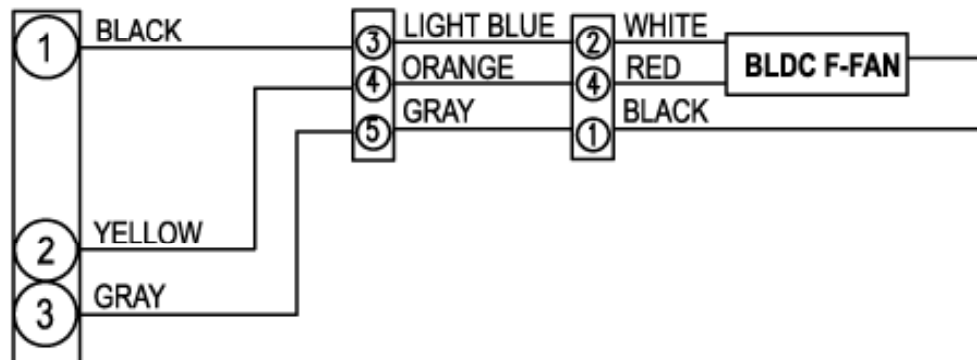 1 BLACK 3 LIGHT BLUE 2 WHITE
4 ORANGE 4 RED BLDC F-FAN
5 GRAY 1 BLACK
2 YELLOW
3 GRAY